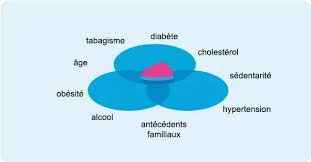 diabète
tabagisme
cholestérol
âge
sédentarité
obésité
hypertension
alcool
antécédents
familiaux